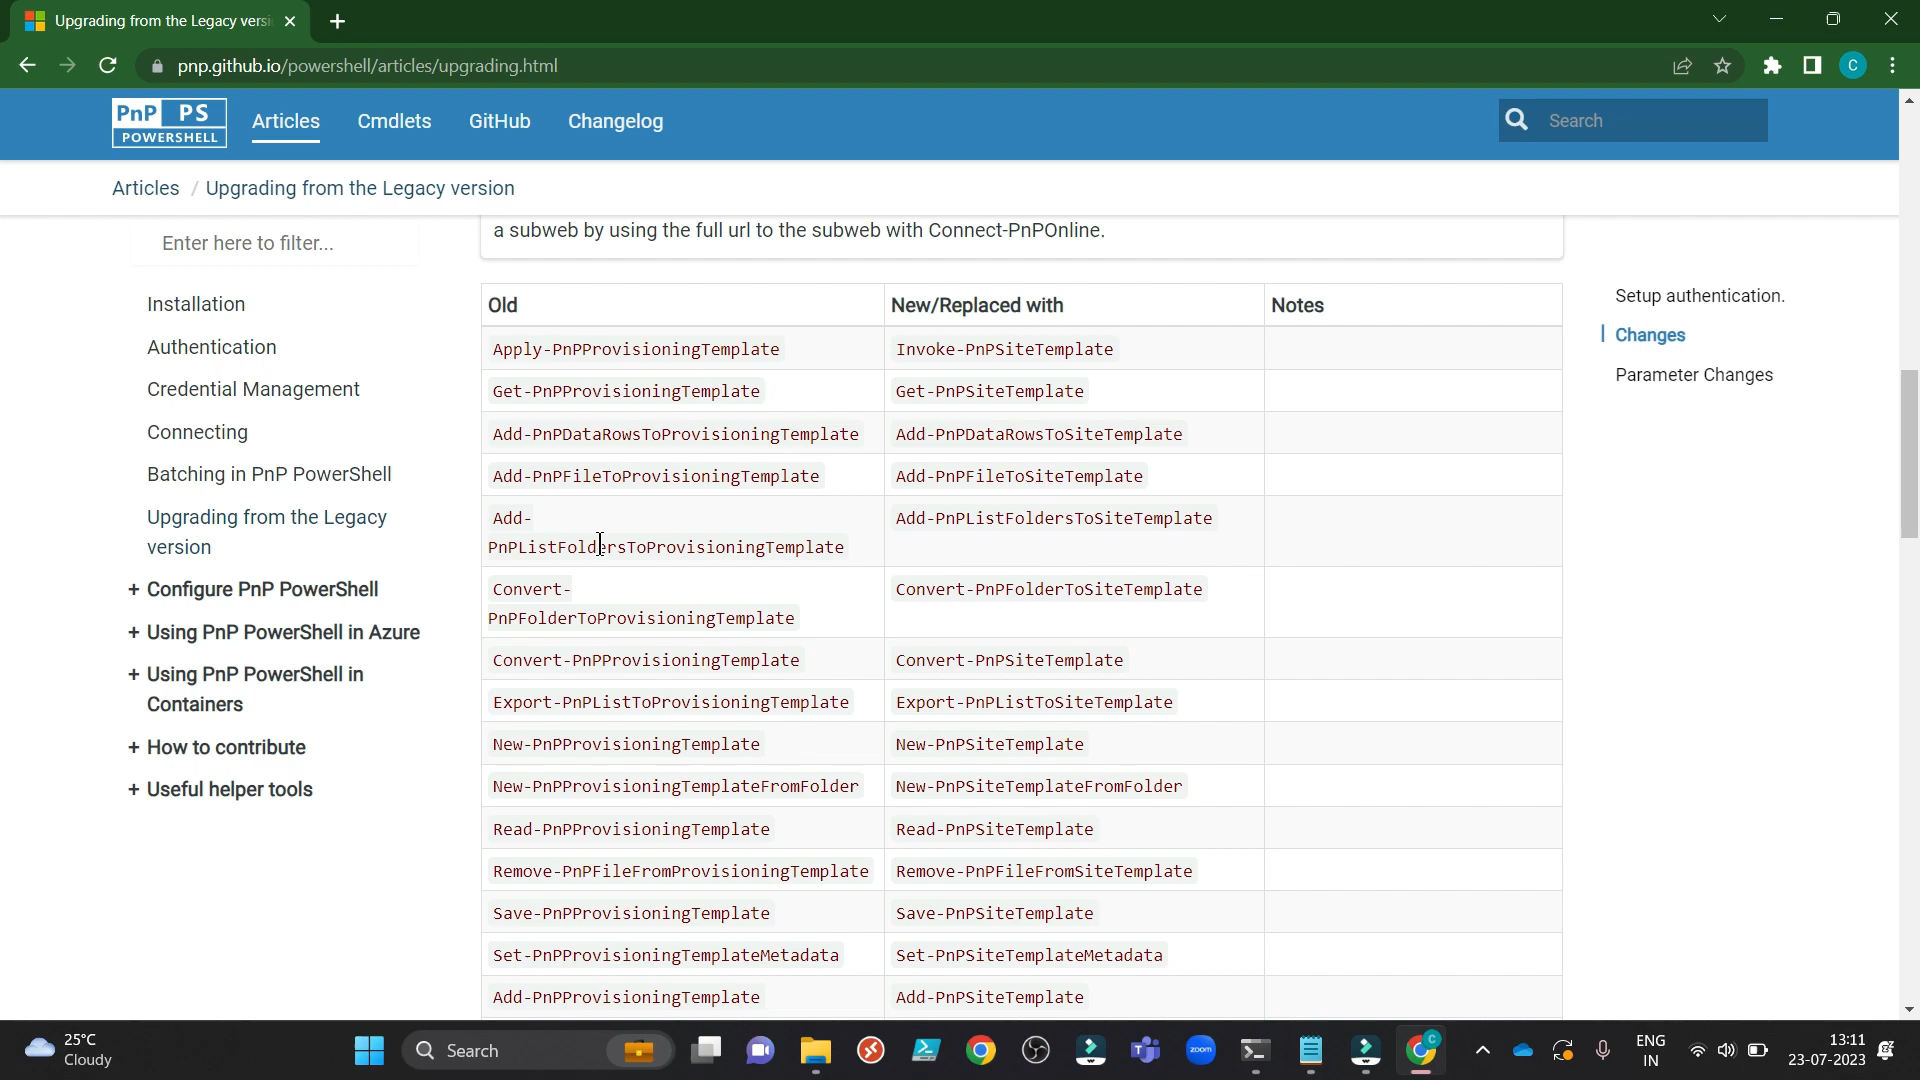 Upgrading from the Legacy versi
pnp.github.io/powershell/articles/upgrading.html
C
PnP PS
POWERSHELL
Articles
Cmdlets
GitHub
Changelog
Search
Articles / Upgrading from the Legacy version
Enter here to filter...
Installation
Authentication
Credential Management
Connecting
Batching in PnP PowerShell
Upgrading from the Legacy
version
+ Configure PnP PowerShell
+ Using PnP PowerShell in Azure
+ Using PnP PowerShell in
Containers
+ How to contribute
+ Useful helper tools
a subweb by using the full url to the subweb with Connect-PnPOnline.
Old New/Replaced with Notes
Apply-PnPProvisioningTemplate Invoke-PnPSiteTemplate
Get-PnPProvisioningTemplate Get-PnPSiteTemplate
Add-PnPDataRowsToProvisioningTemplate Add-PnPDataRowsToSiteTemplate
Add-PnPFileToProvisioningTemplate Add-PnPFileToSiteTemplate
Add- Add-PnPListFoldersToSiteTemplate
PnPListFoldersToProvisioningTemplate
Convert- Convert-PnPFolderToSiteTemplate
PnPFolderToProvisioningTemplate
Convert-PnPProvisioningTemplate Convert-PnPSiteTemplate
Export-PnPListToProvisioningTemplate Export-PnPListToSiteTemplate
New-PnPProvisioningTemplate New-PnPSiteTemplate
New-PnPProvisioningTemplateFromFolder New-PnPSiteTemplateFromFolder
Read-PnPProvisioningTemplate Read-PnPSiteTemplate
Remove-PnPFileFromProvisioningTemplate Remove-PnPFileFromSiteTemplate
Save-PnPProvisioningTemplate Save-PnPSiteTemplate
Set-PnPProvisioningTemplateMetadata Set-PnPSiteTemplateMetadata
Add-PnPProvisioningTemplate Add-PnPSiteTemplate
Setup authentication.
Changes
Parameter Changes
25°C
Cloudy
Search
zoom
C
ENG
IN
13:11
23-07-2023